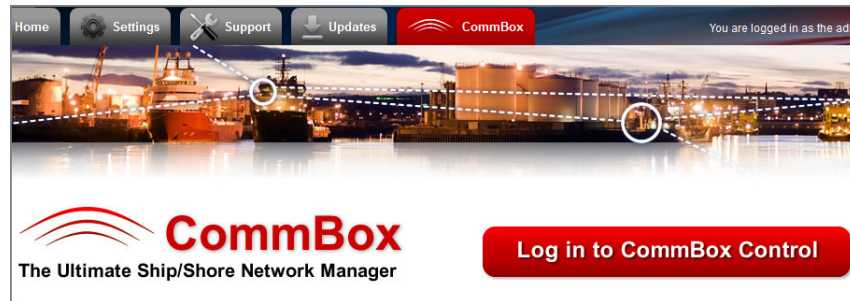 Home Settings Support Updates CommBox You are logged in as the ad
CommBox
The Ultimate Ship/Shore Network Manager
Log in to CommBox Control